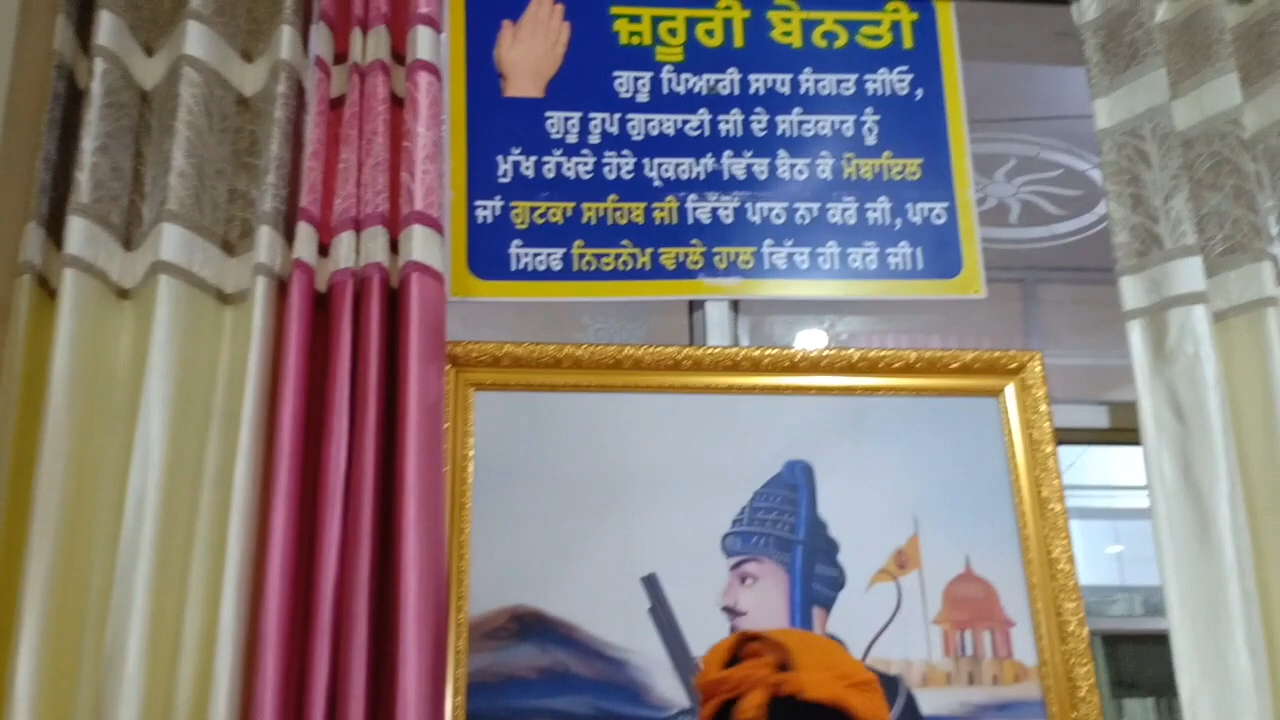 ਜ਼ਰੂਰੀ ਬੇਨਤੀ
ਗੁਰੂ ਪਿਆਰੀ ਸਾਧ ਸੰਗਤ ਜੀਓ,
ਗੁਰੂ ਰੂਪ ਗੁਰਬਾਣੀ ਜੀ ਦੇ ਸਤਿਕਾਰ ਨੂੰ
ਮੁੱਖ ਰੱਖਦੇ ਹੋਏ ਪ੍ਰਕਰਮਾਂ ਵਿੱਚ ਬੈਠ ਕੇ ਮੋਬਾਇਲ
ਜਾਂ ਗੁਟਕਾ ਸਾਹਿਬ ਜੀ ਵਿੱਚੋਂ ਪਾਠ ਨਾ ਕਰੋ ਜੀ, ਪਾਠ
ਸਿਰਫ ਨਿਤਨੇਮ ਵਾਲੇ ਹਾਲ ਵਿੱਚ ਹੀ ਕਰੋ ਜੀ।